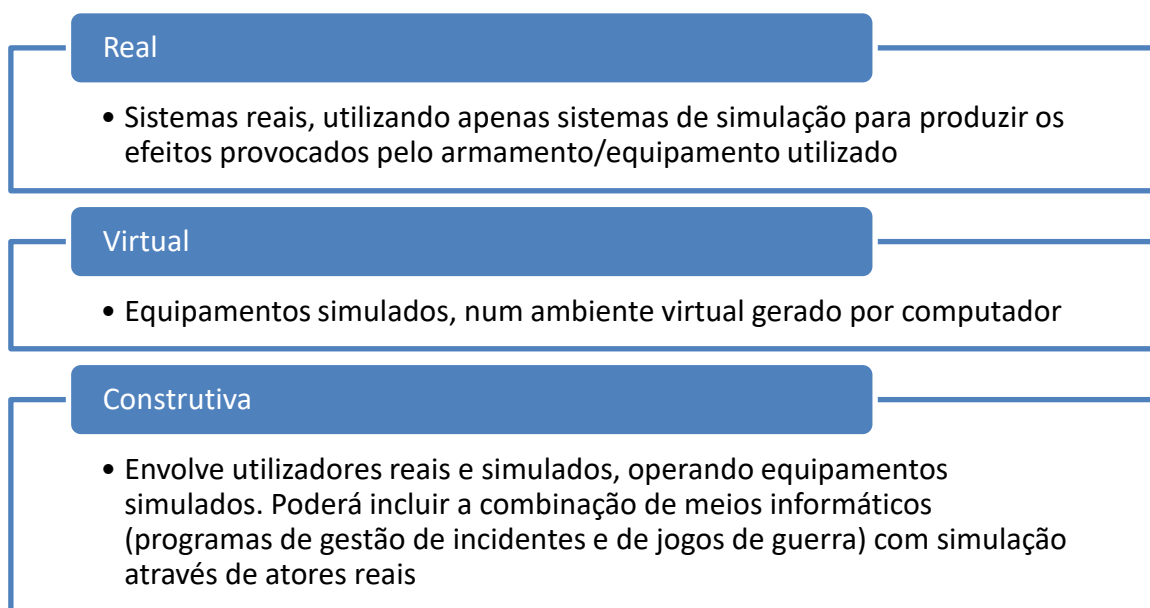 Real
• Sistemas reais, utilizando apenas sistemas de simulação para produzir os
efeitos provocados pelo armamento/equipamento utilizado
Virtual
• Equipamentos simulados, num ambiente virtual gerado por computador
Construtiva
• Envolve utilizadores reais e simulados, operando equipamentos
simulados. Poderá incluir a combinação de meios informáticos
(programas de gestão de incidentes e de jogos de guerra) com simulação
através de atores reais